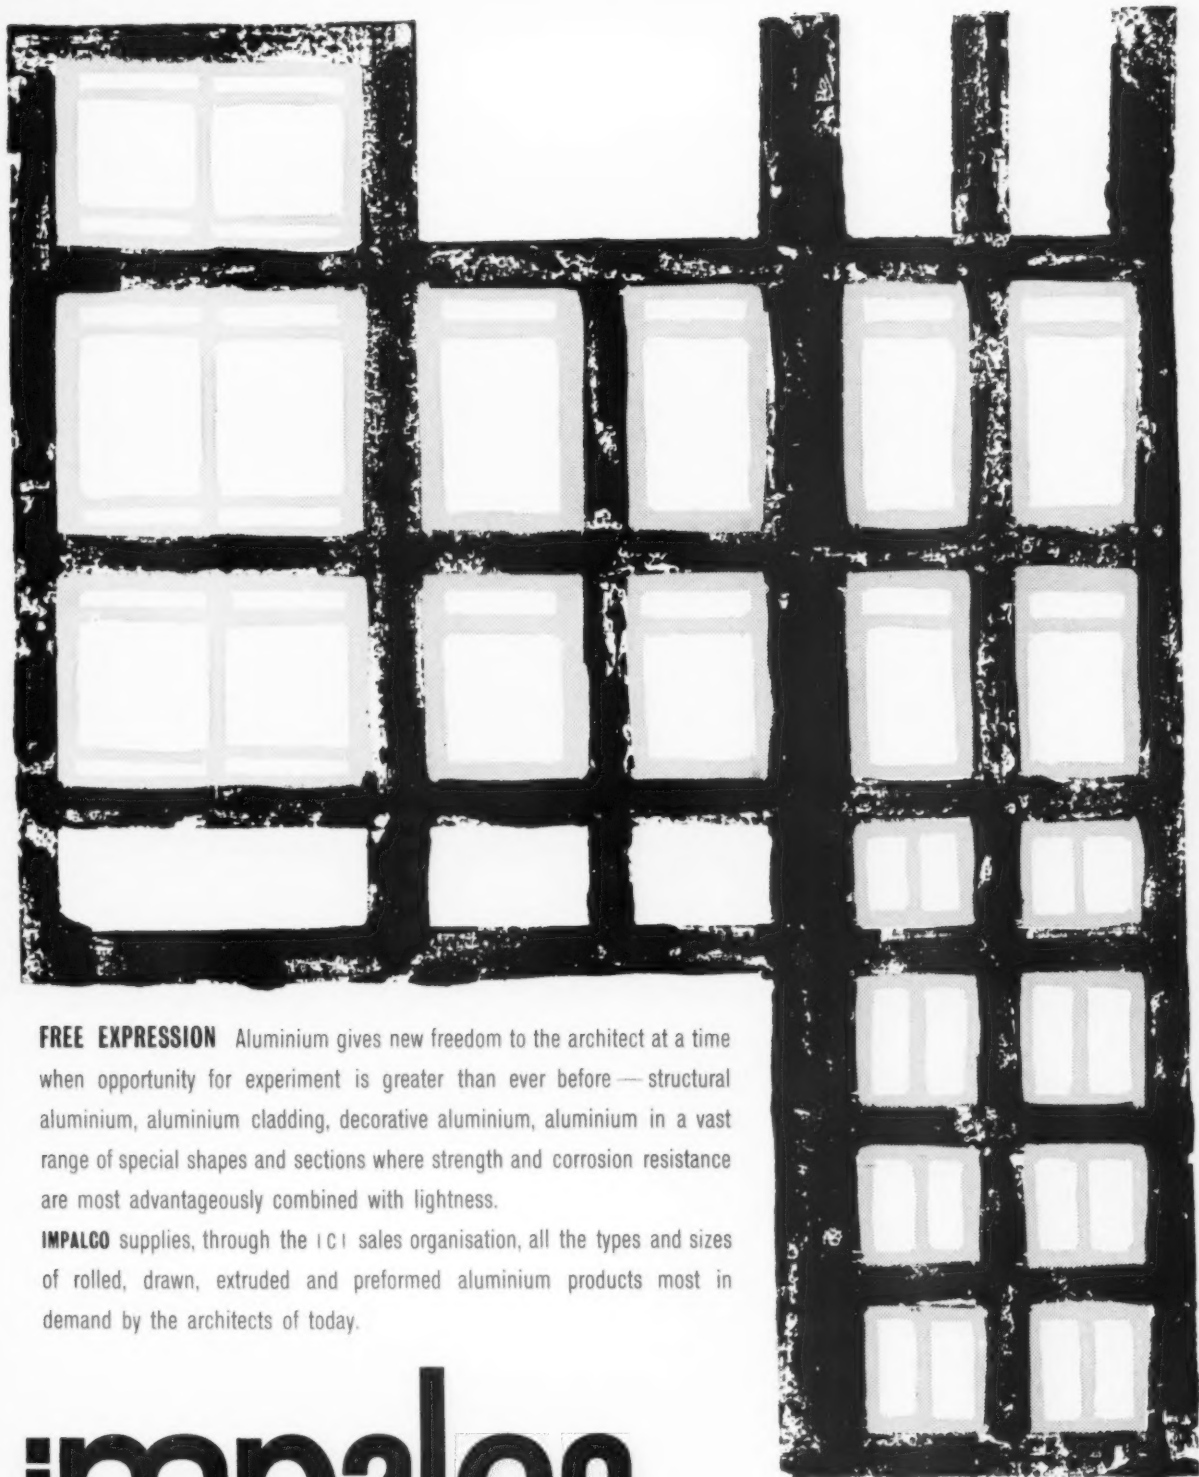 FREE EXPRESSION Aluminium gives new freedom to the architect at a time
when opportunity for experiment is greater than ever before — structural
aluminium, aluminium cladding, decorative aluminium, aluminium in a vast
range of special shapes and sections where strength and corrosion resistance
are most advantageously combined with lightness.
IMPALCO supplies, through the ICI sales organisation, all the types and sizes
of rolled, drawn, extruded and preformed aluminium products most in
demand by the architects of today.
impalco